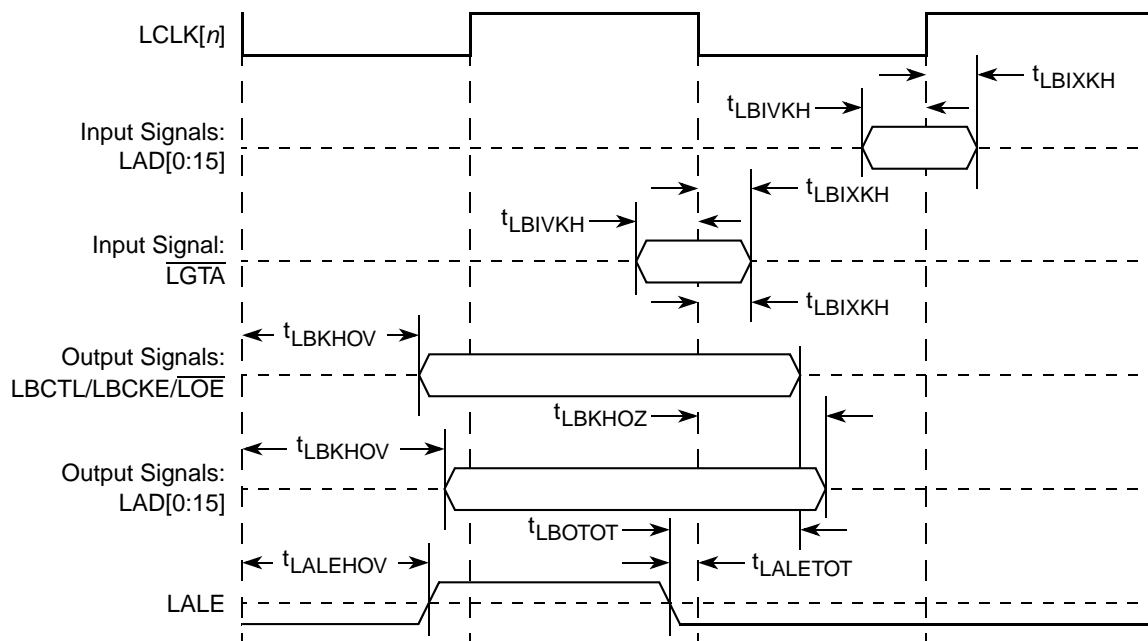 LCLK[n]
tLBIXKH
tLBIVKH
Input Signals:
LAD[0:15]
tLBIXKH
tLBIVKH
Input Signal:
LGTA
tLBIXKH
tLBKHOV
Output Signals:
LBCTL/LBCKE/LOE
tLBKHOZ
tLBKHOV
Output Signals:
LAD[0:15]
tLBOTOT
tLALEHOV
tLALETOT
LALE